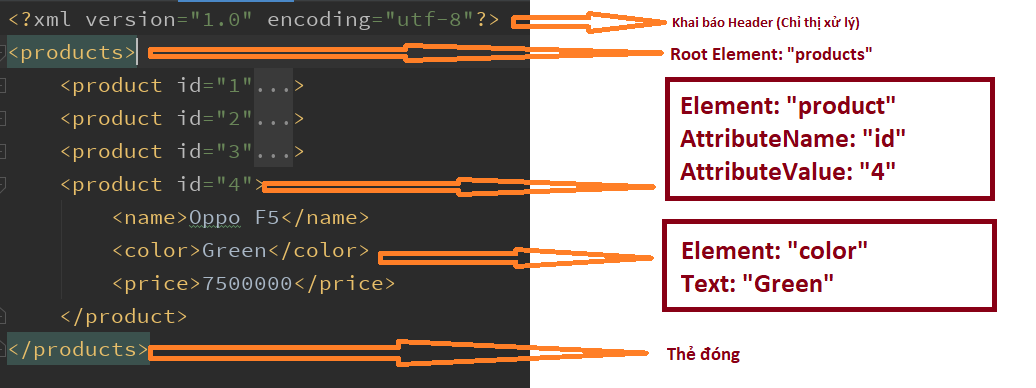 <?xml version="1.0" encoding="utf-8"?>
Khai báo Header (Chỉ thị xử lý)
<products>
Root Element: "products"
<product id="1"...>
<product id="2"...>
<product id="3"...>
<product id="4">
Element: "product"
AttributeName: "id"
AttributeValue: "4"
<name>Oppo F5</name>
<color>Green</color>
<price>7500000</price>
Element: "color"
Text: "Green"
</product>
</products>
Thẻ đóng